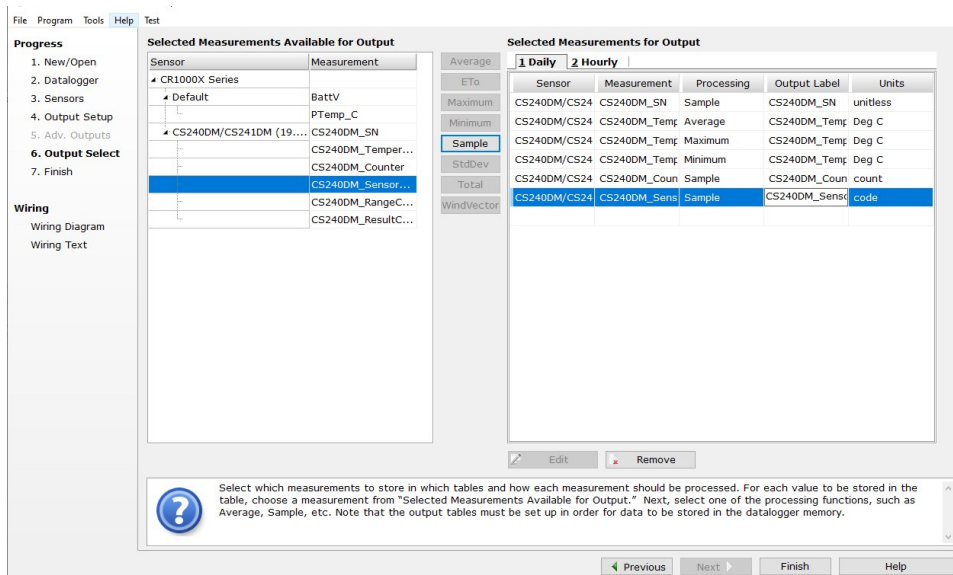 File Program Tools Help Test
Progress
1. New/Open
2. Datalogger
3. Sensors
4. Output Setup
5. Adv. Outputs
6. Output Select
7. Finish
Wiring
Wiring Diagram
Wiring Text
Selected Measurements Available for Output
Sensor Measurement
CR1000X Series
Default BattV
PTemp_C
CS240DM/CS241DM (19.... CS240DM_SN
CS240DM_Temper...
CS240DM_Counter
CS240DM_Sensor...
CS240DM_RangeC...
CS240DM_ResultC...
Average
ETo
Maximum
Minimum
Sample
StdDev
Total
WindVector
Selected Measurements for Output
1 Daily 2 Hourly
Sensor Measurement Processing Output Label Units
CS240DM/CS24 CS240DM_SN Sample CS240DM_SN unitless
CS240DM/CS24 CS240DM_Temp Average CS240DM_Temp Deg C
CS240DM/CS24 CS240DM_Temp Maximum CS240DM_Temp Deg C
CS240DM/CS24 CS240DM_Temp Minimum CS240DM_Temp Deg C
CS240DM/CS24 CS240DM_Coun Sample CS240DM_Coun count
CS240DM/CS24 CS240DM_Sens Sample CS240DM_Senso code
Edit Remove
Select which measurements to store in which tables and how each measurement should be processed. For each value to be stored in the
table, choose a measurement from "Selected Measurements Available for Output." Next, select one of the processing functions, such as
Average, Sample, etc. Note that the output tables must be set up in order for data to be stored in the datalogger memory.
Previous Next Finish Help